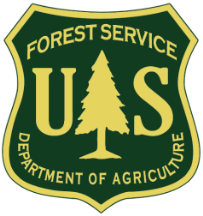 FOREST SERVICE
U S
DEPARTMENT OF AGRICULTURE